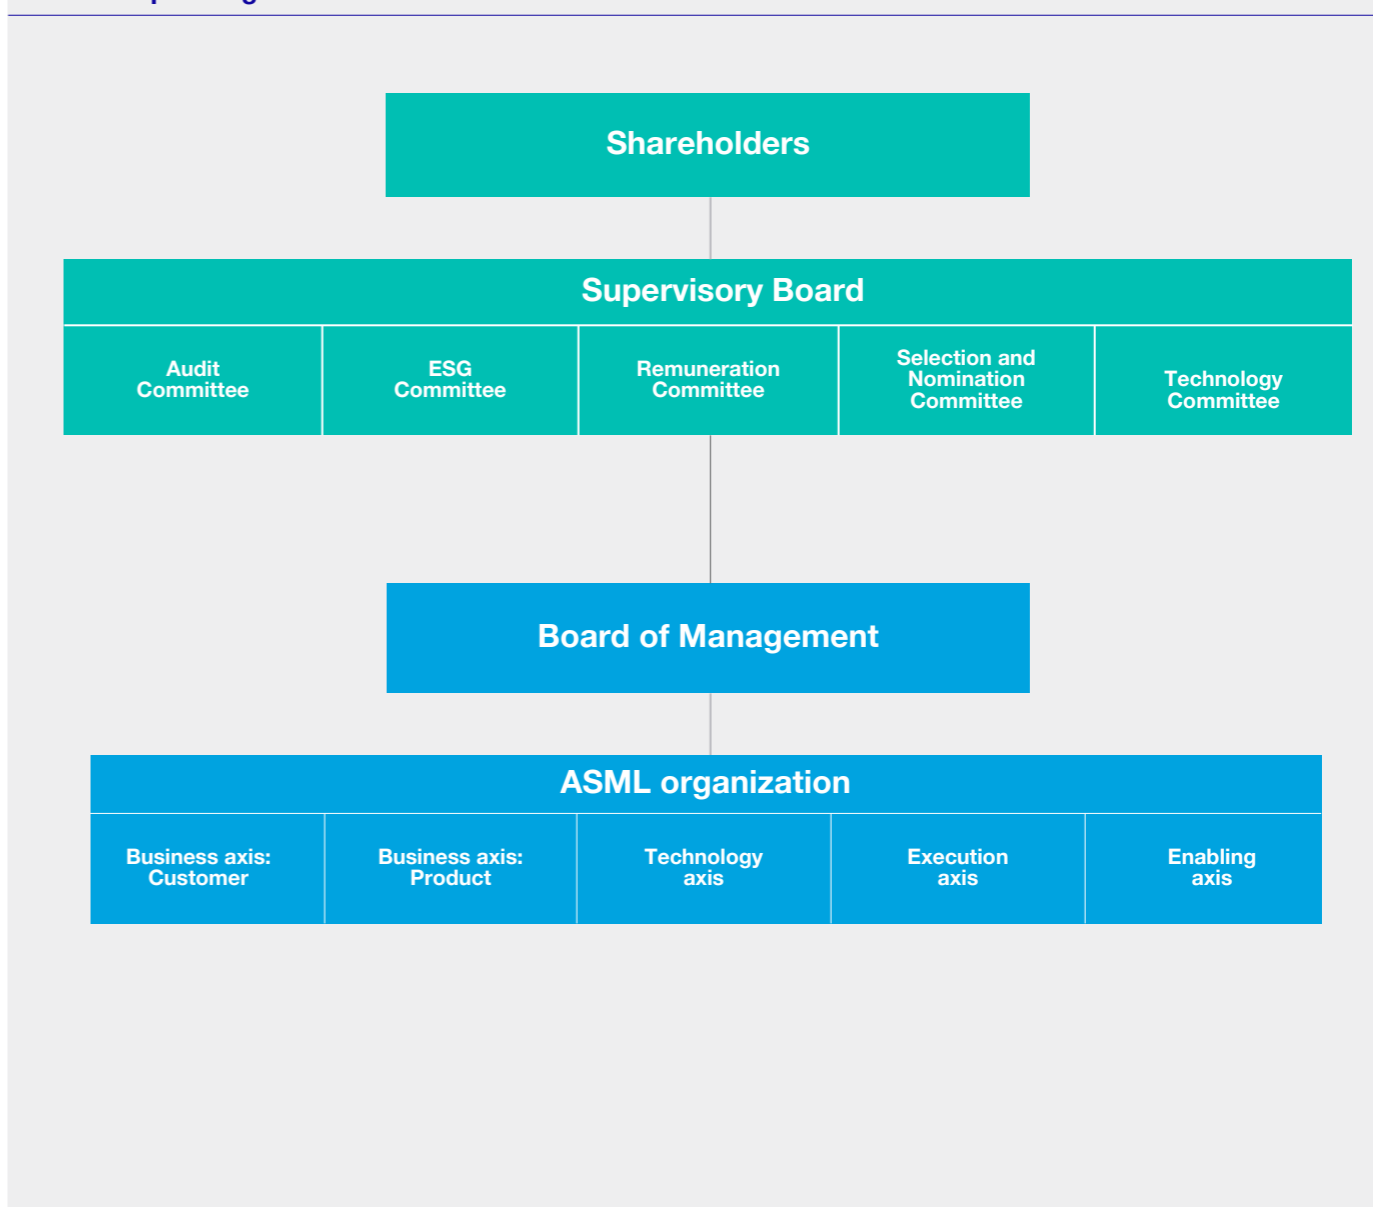 Shareholders
Supervisory Board
Audit
Committee
ESG
Committee
Remuneration
Committee
Selection and
Nomination
Committee
Technology
Committee
Board of Management
ASML organization
Business axis:
Customer
Business axis:
Product
Technology
axis
Execution
axis
Enabling
axis